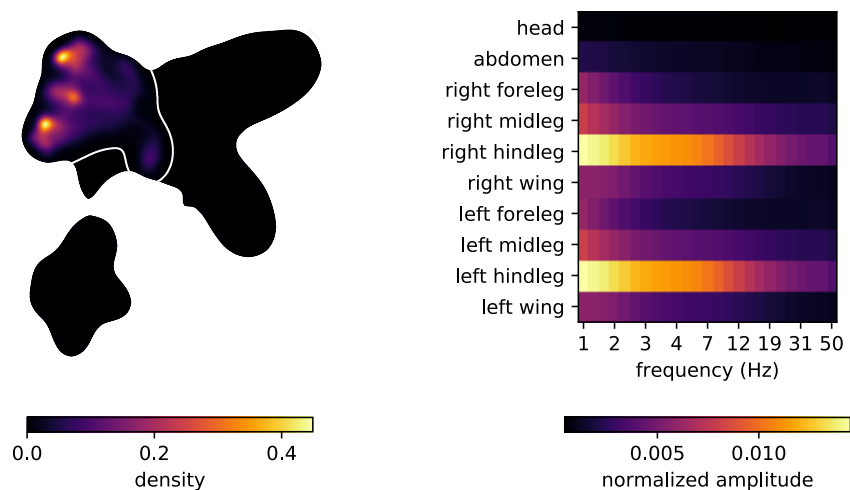 head
abdomen
right foreleg
right midleg
right hindleg
right wing
left foreleg
left midleg
left hindleg
left wing
1 2 3 4 7 12 19 31 50
frequency (Hz)
0.0 0.2 0.4
density
0.005 0.010
normalized amplitude